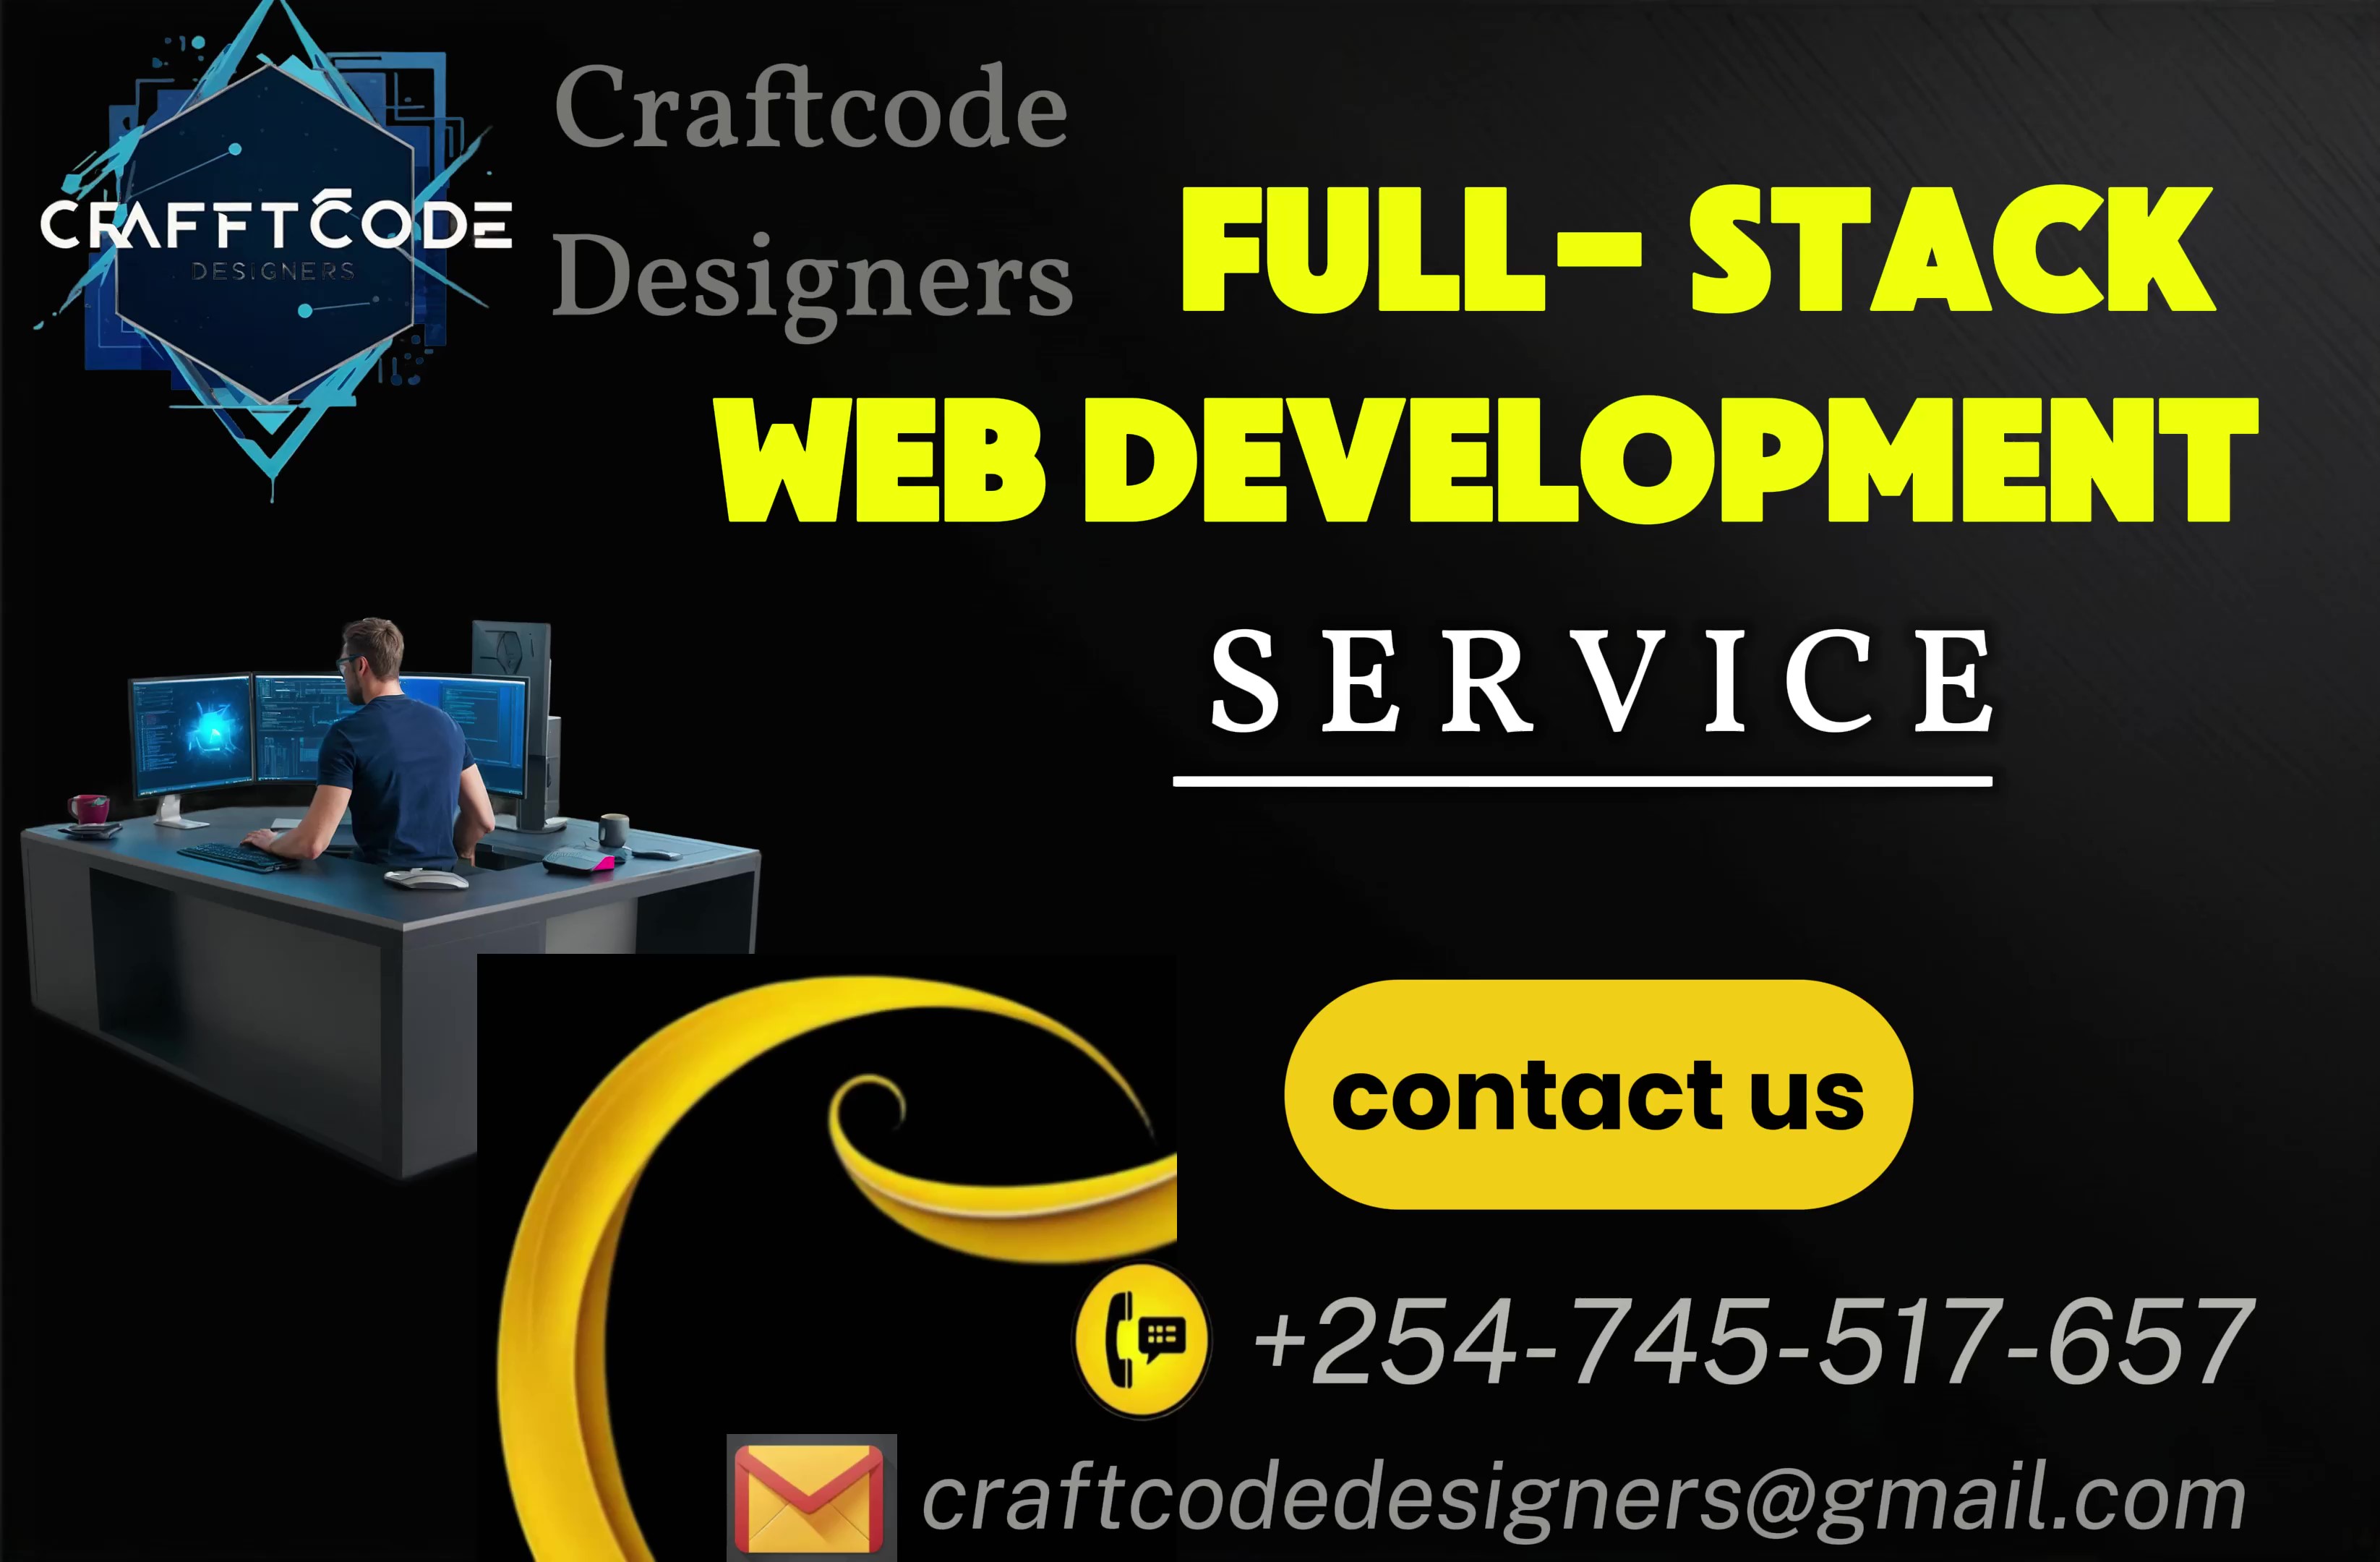 CRAFFTCODE
DESIGNERS
Craftcode
Designers
FULL- STACK
WEB DEVELOPMENT
SERVICE
contact us
+254-745-517-657
craftcodedesigners@gmail.com